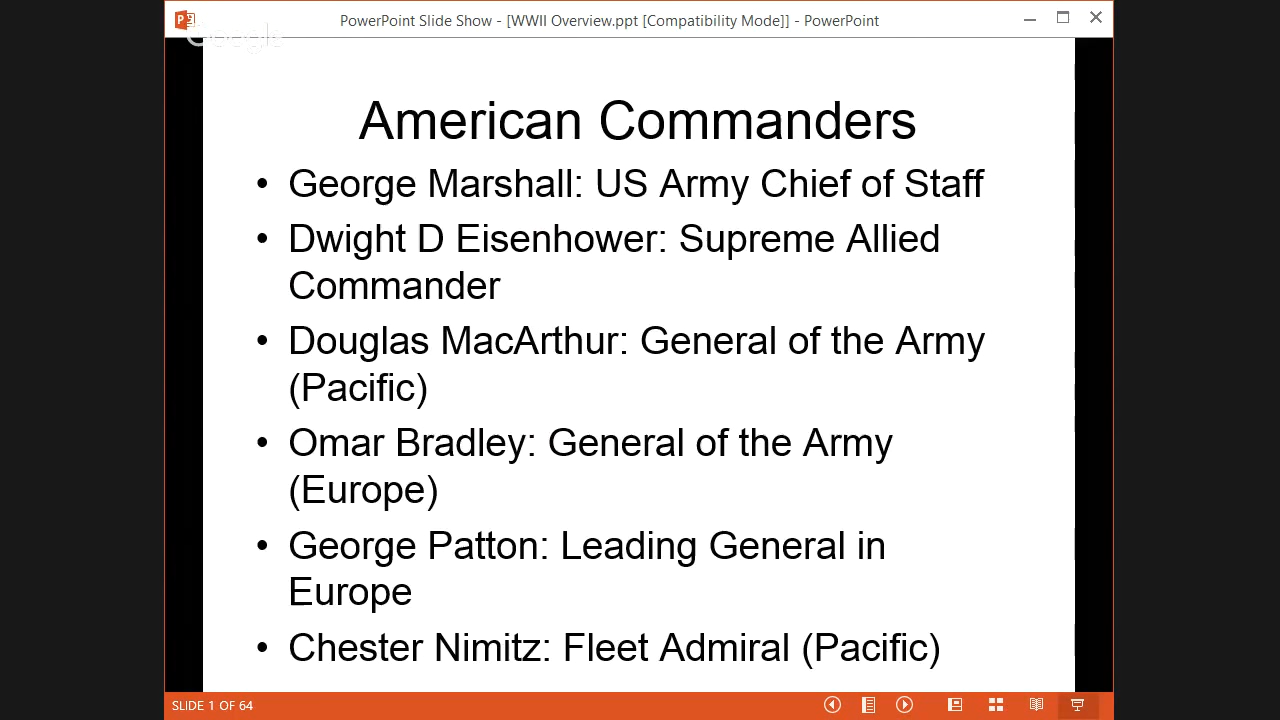 PowerPoint Slide Show - [WWII Overview.ppt [Compatibility Mode]] - PowerPoint
Google
American Commanders
• George Marshall: US Army Chief of Staff
• Dwight D Eisenhower: Supreme Allied
Commander
• Douglas MacArthur: General of the Army
(Pacific)
• Omar Bradley: General of the Army
(Europe)
• George Patton: Leading General in
Europe
• Chester Nimitz: Fleet Admiral (Pacific)
SLIDE 1 OF 64